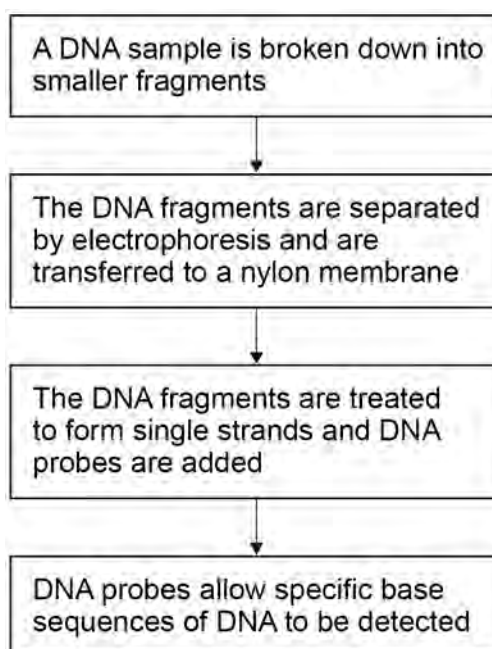 A DNA sample is broken down into
smaller fragments
The DNA fragments are separated
by electrophoresis and are
transferred to a nylon membrane
The DNA fragments are treated
to form single strands and DNA
probes are added
DNA probes allow specific base
sequences of DNA to be detected